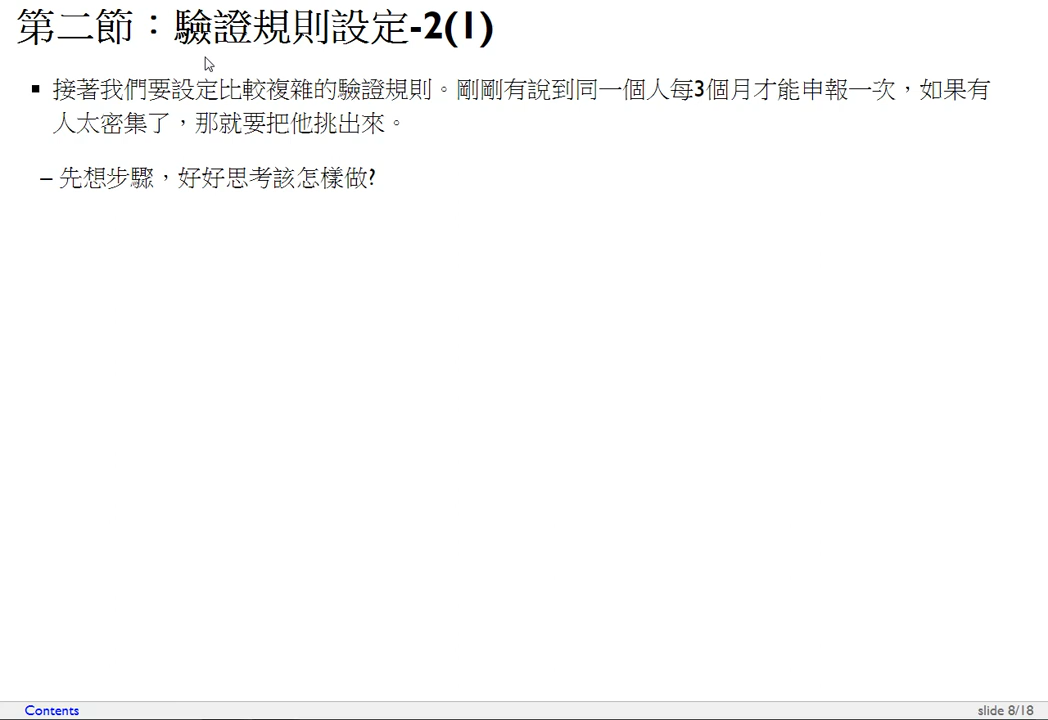 第二節：驗證規則設定-2(1)
▪ 接著我們要設定比較複雜的驗證規則。剛剛有說到同一個人每3個月才能申報一次，如果有
人太密集了，那就要把他挑出來。
– 先想步驟，好好思考該怎樣做?
Contents
slide 8/18